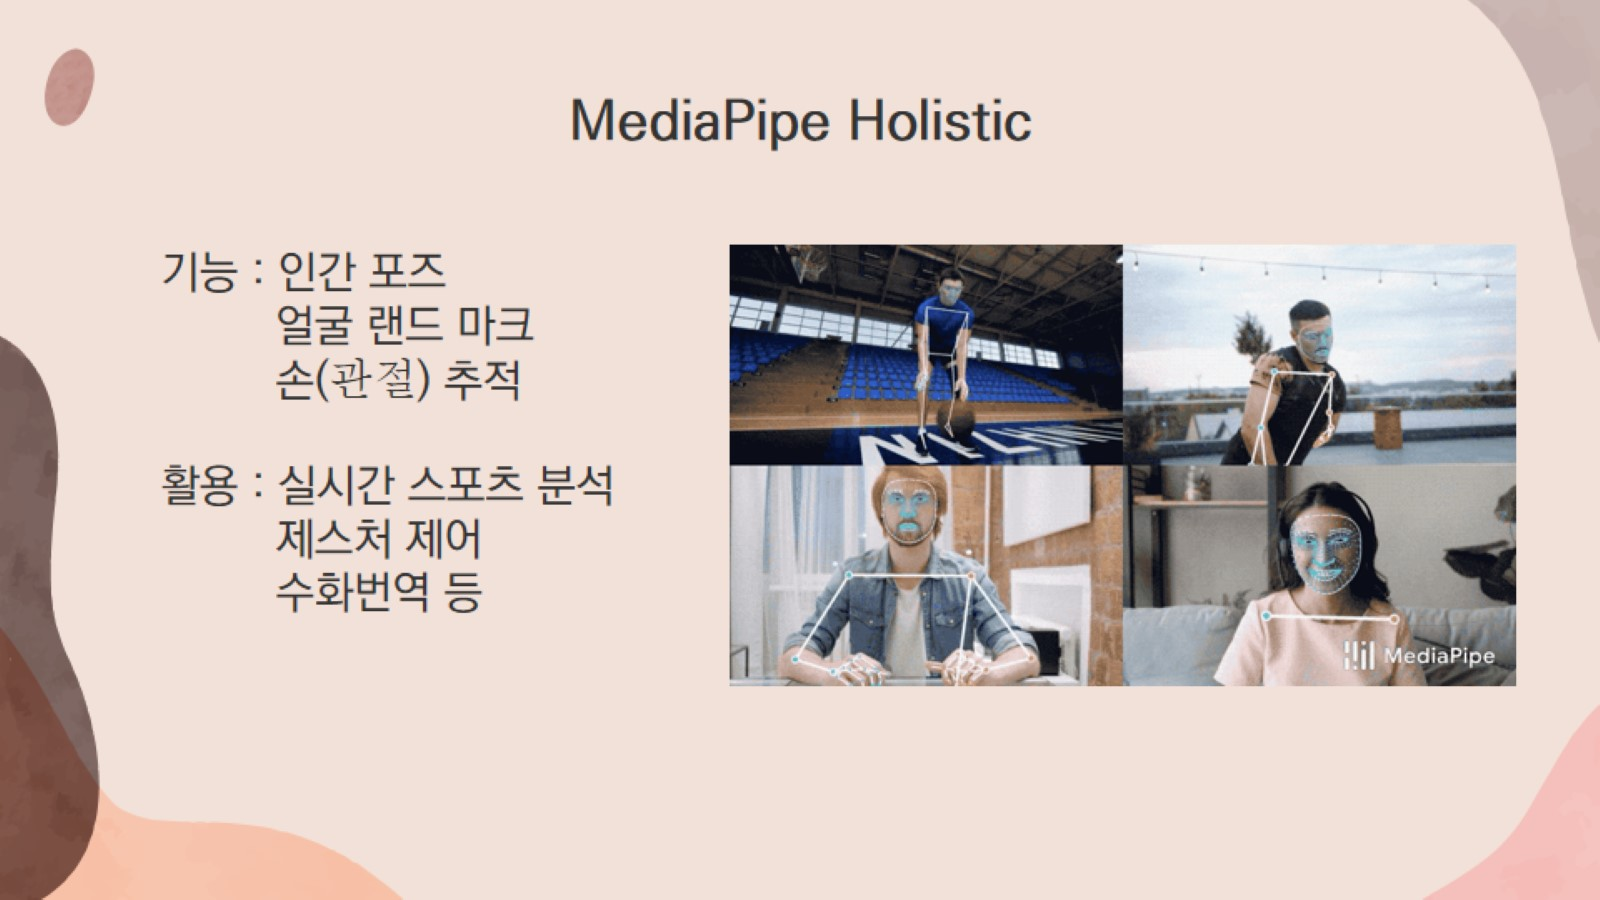 MediaPipe Holistic
기능 : 인간 포즈
얼굴 랜드 마크
손(관절) 추적
활용 : 실시간 스포츠 분석
제스처 제어
수화번역 등
MediaPipe